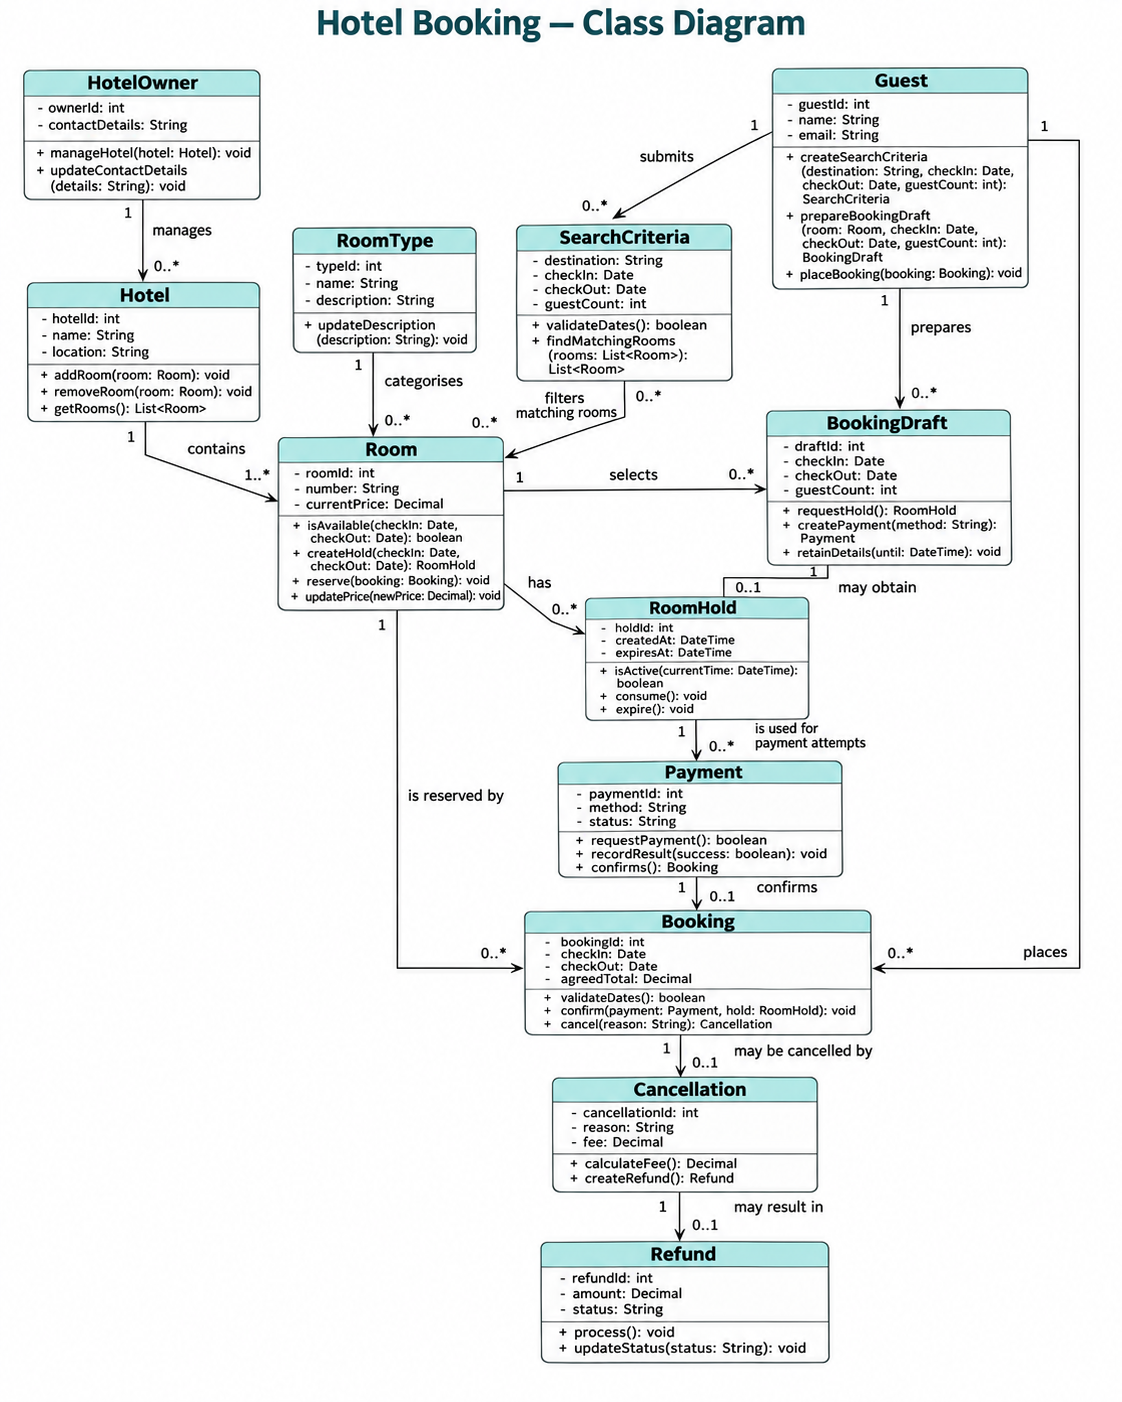 Hotel Booking — Class Diagram
HotelOwner
- ownerId: int
- contactDetails: String
+ manageHotel(hotel: Hotel): void
+ updateContactDetails
(details: String): void
1
manages
0..*
Guest
- guestId: int
- name: String
- email: String
+ createSearchCriteria
(destination: String, checkIn: Date,
checkOut: Date, guestCount: int):
SearchCriteria
+ prepareBookingDraft
(room: Room, checkIn: Date,
checkOut: Date, guestCount: int):
BookingDraft
+ placeBooking(booking: Booking): void
1
submits
0..*
1
1
prepares
0..*
RoomType
- typeId: int
- name: String
- description: String
+ updateDescription
(description: String): void
1
categorises
0..*
SearchCriteria
- destination: String
- checkIn: Date
- checkOut: Date
- guestCount: int
+ validateDates(): boolean
+ findMatchingRooms
(rooms: List<Room>):
List<Room>
filters
matching rooms
0..*
0..*
Hotel
- hotelId: int
- name: String
- location: String
+ addRoom(room: Room): void
+ removeRoom(room: Room): void
+ getRooms(): List<Room>
1
contains
1..*
Room
- roomId: int
- number: String
- currentPrice: Decimal
+ isAvailable(checkIn: Date,
checkOut: Date): boolean
+ createHold(checkIn: Date,
checkOut: Date): RoomHold
+ reserve(booking: Booking): void
+ updatePrice(newPrice: Decimal): void
1
selects
0..*
BookingDraft
- draftId: int
- checkIn: Date
- checkOut: Date
- guestCount: int
+ requestHold(): RoomHold
+ createPayment(method: String):
Payment
+ retainDetails(until: DateTime): void
1
0..1
may obtain
has
0..*
RoomHold
- holdId: int
- createdAt: DateTime
- expiresAt: DateTime
+ isActive(currentTime: DateTime):
boolean
+ consume(): void
+ expire(): void
1
0..*
is used for
payment attempts
Payment
- paymentId: int
- method: String
- status: String
+ requestPayment(): boolean
+ recordResult(success: boolean): void
+ confirms(): Booking
1
0..1
confirms
1
is reserved by
0..*
Booking
- bookingId: int
- checkIn: Date
- checkOut: Date
- agreedTotal: Decimal
+ validateDates(): boolean
+ confirm(payment: Payment, hold: RoomHold): void
+ cancel(reason: String): Cancellation
0..*
places
1
0..1
may be cancelled by
Cancellation
- cancellationId: int
- reason: String
- fee: Decimal
+ calculateFee(): Decimal
+ createRefund(): Refund
1
0..1
may result in
Refund
- refundId: int
- amount: Decimal
- status: String
+ process(): void
+ updateStatus(status: String): void